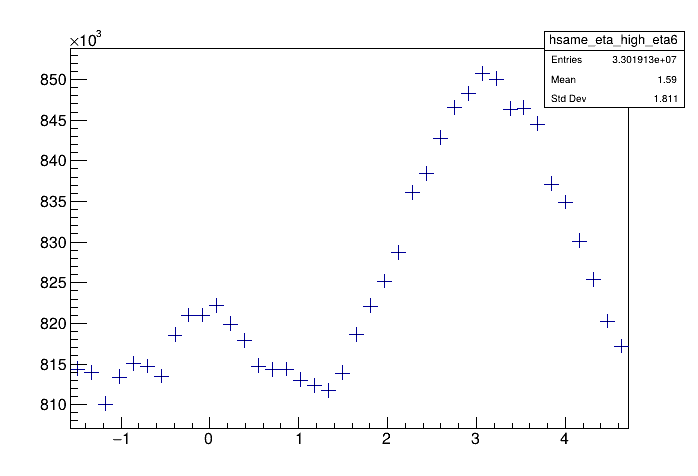 ×10³
hsame_eta_high_eta6
Entries 3.301913e+07
Mean 1.59
Std Dev 1.811
850
845
840
835
830
825
820
815
810
−1 0 1 2 3 4